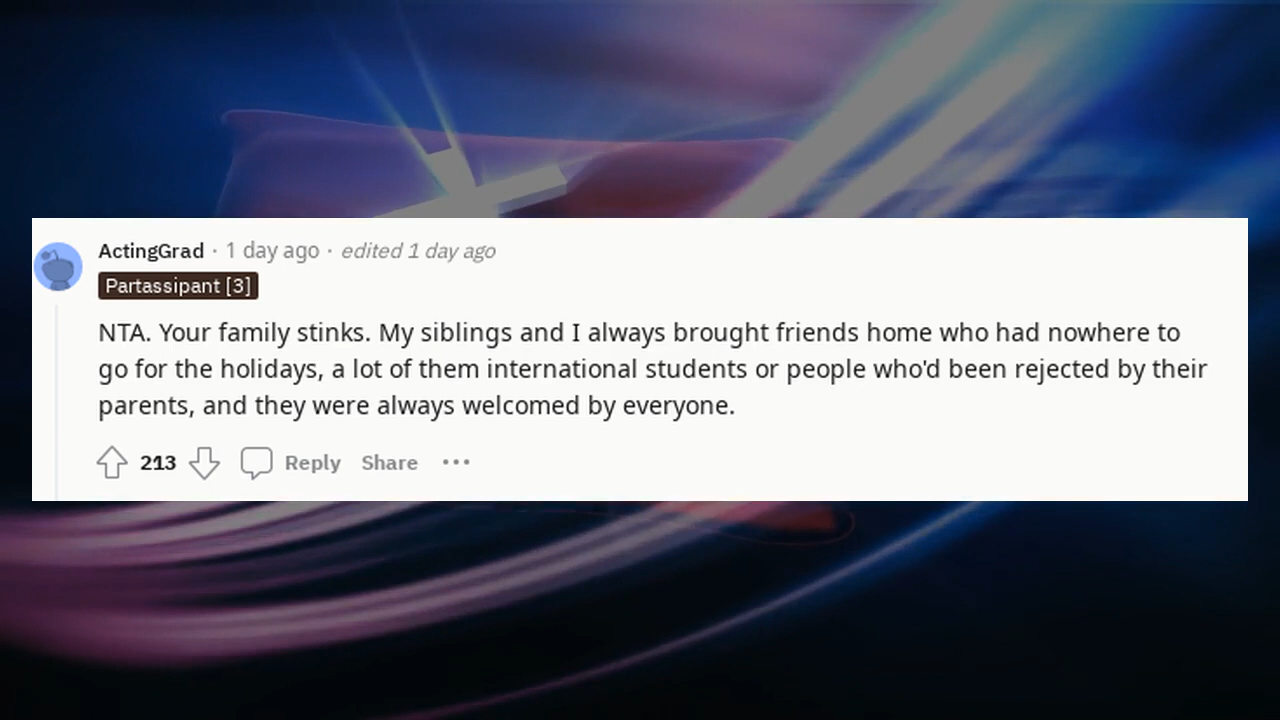 ActingGrad · 1 day ago · edited 1 day ago
Partassipant [3]
NTA. Your family stinks. My siblings and I always brought friends home who had nowhere to
go for the holidays, a lot of them international students or people who'd been rejected by their
parents, and they were always welcomed by everyone.
213 Reply Share ···